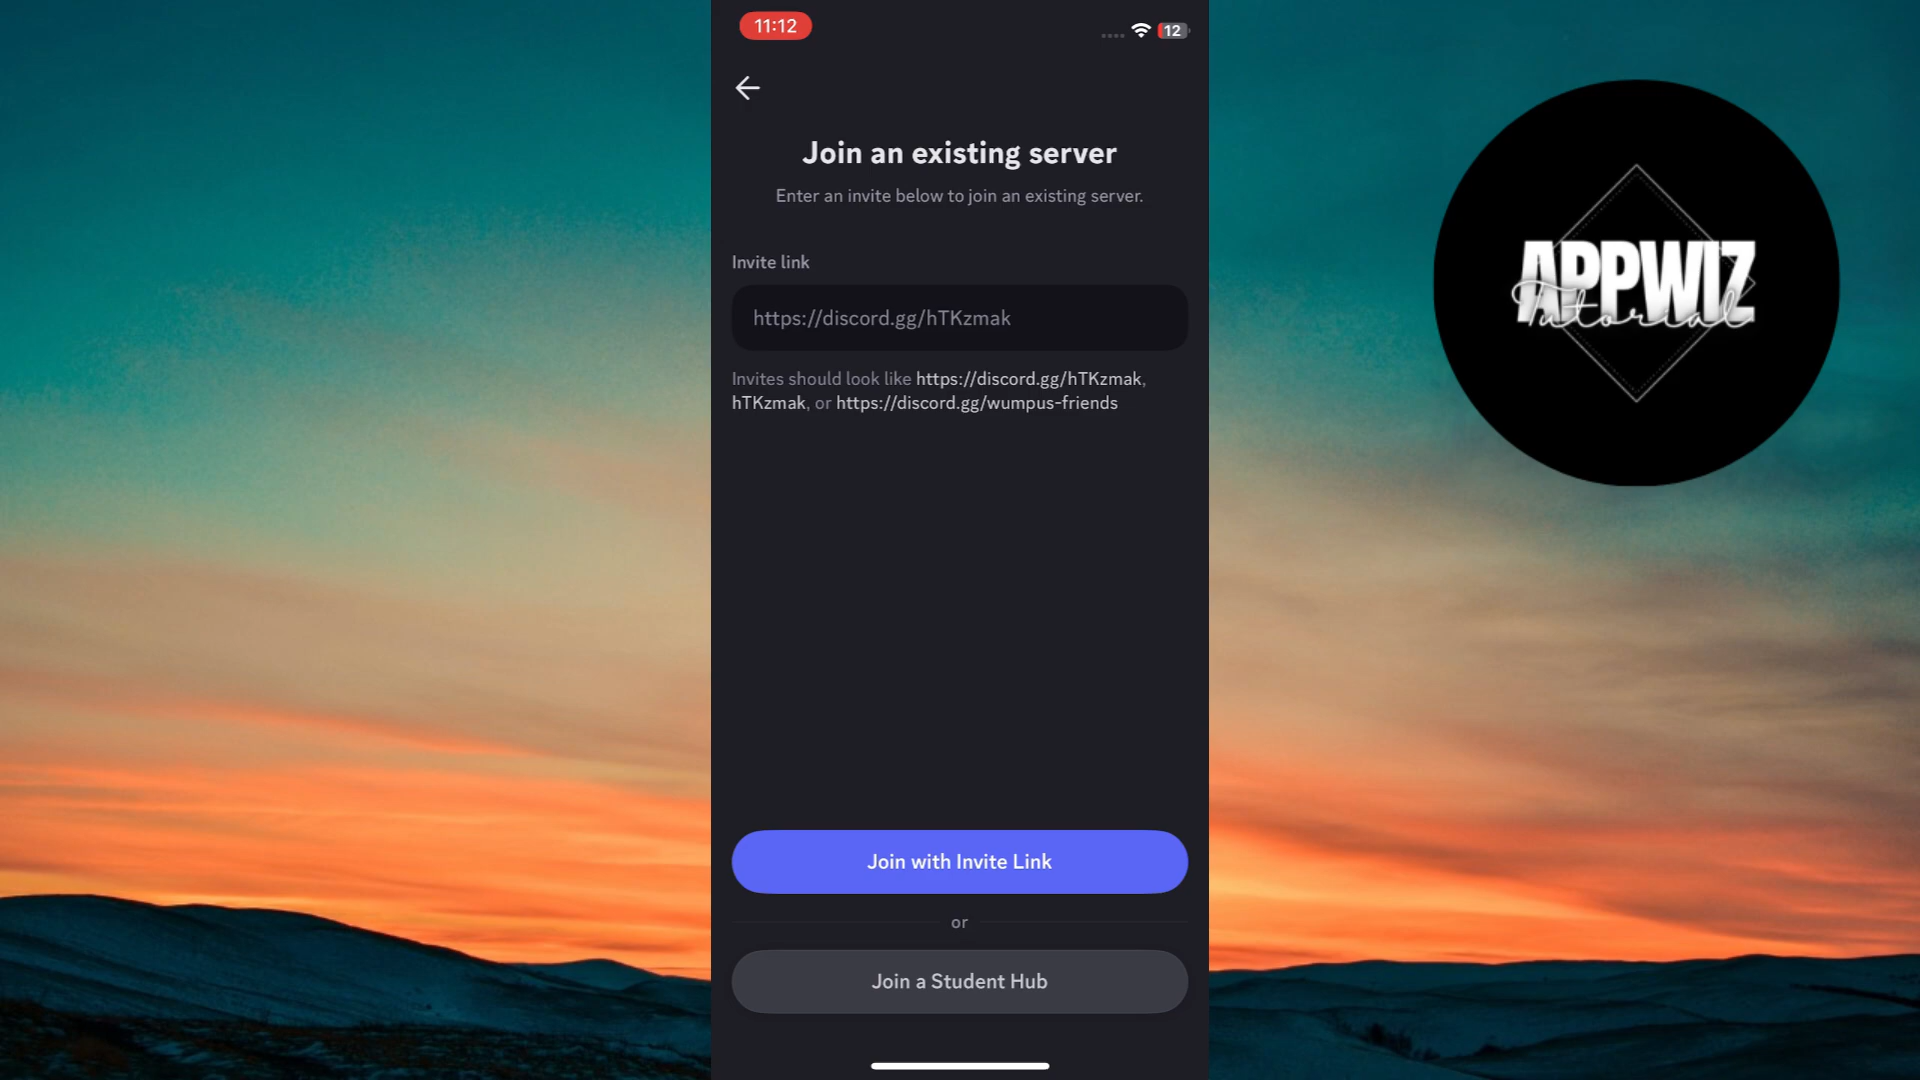 11:12
12
Join an existing server
Enter an invite below to join an existing server.
Invite link
https://discord.gg/hTKzmak
Invites should look like https://discord.gg/hTKzmak,
hTKzmak, or https://discord.gg/wumpus-friends
Join with Invite Link
or
Join a Student Hub
APPWIZ
Tutorial